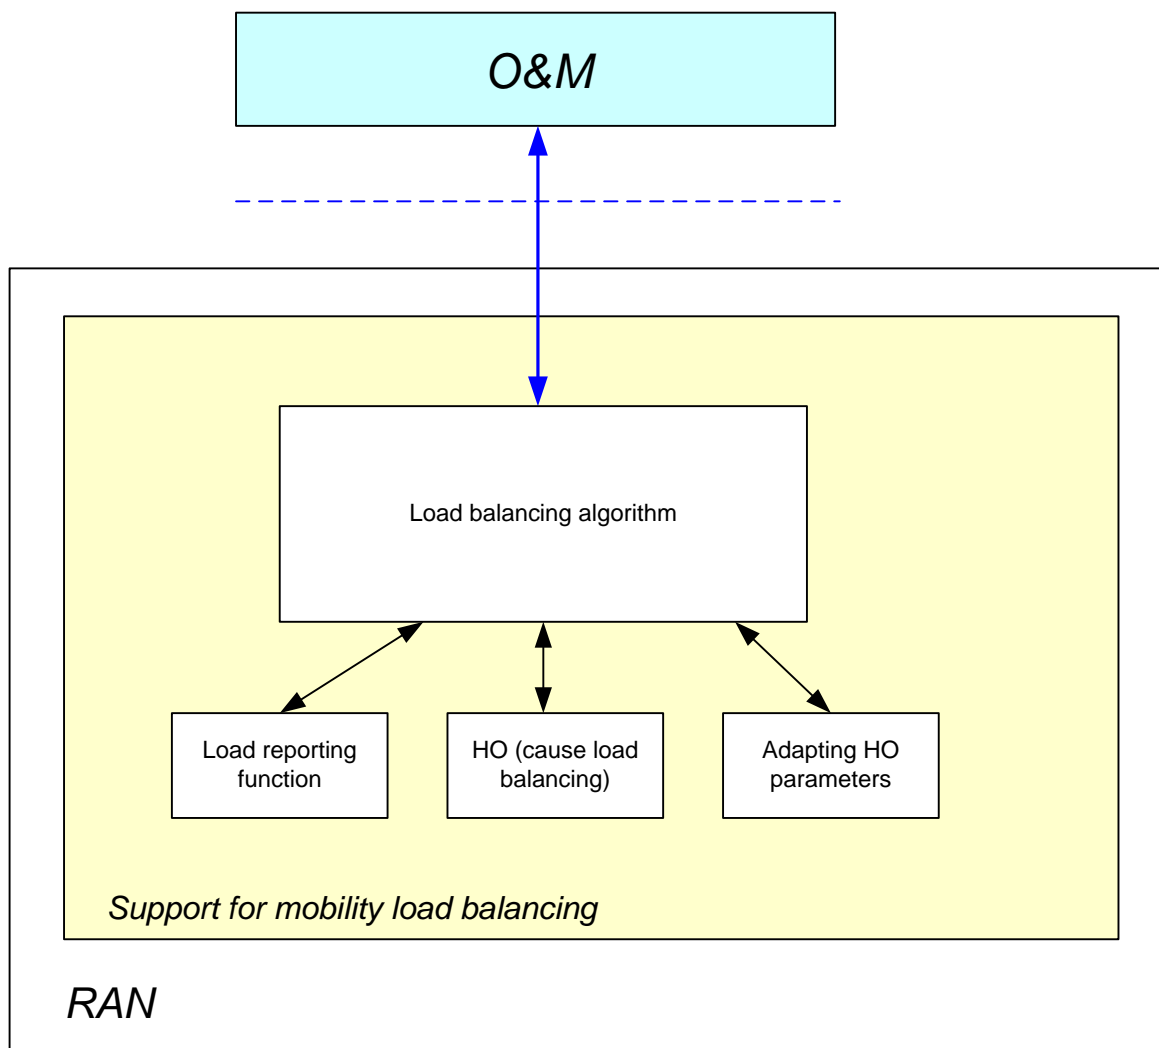 O&M
Load balancing algorithm
Load reporting
function
HO (cause load
balancing)
Adapting HO
parameters
Support for mobility load balancing
RAN